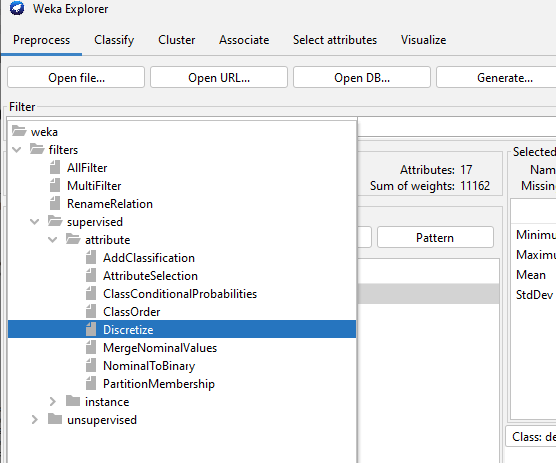 Weka Explorer
Preprocess Classify Cluster Associate Select attributes Visualize
Open file... Open URL... Open DB... Generate...
Filter
weka
filters
AllFilter
MultiFilter
RenameRelation
supervised
attribute
AddClassification
AttributeSelection
ClassConditionalProbabilities
ClassOrder
Discretize
MergeNominalValues
NominalToBinary
PartitionMembership
instance
unsupervised
Attributes: 17
Sum of weights: 11162
Pattern
Selected
Nam
Missin
Minimu
Maximu
Mean
StdDev
Class: de